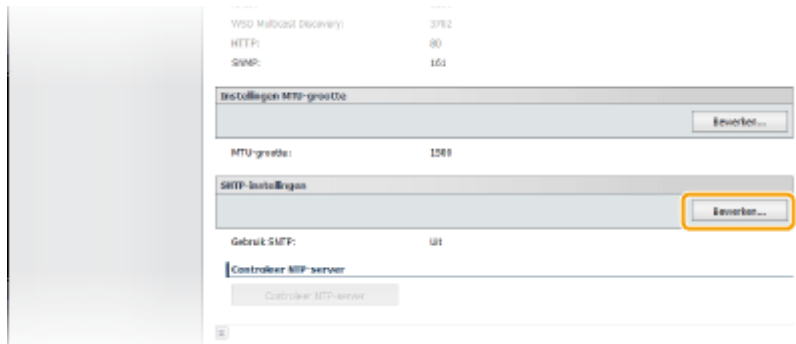 WSD Multicast Discovery: 3702
HTTP: 80
SNMP: 161
Instellingen MTU-grootte
Bewerken...
MTU-grootte: 1500
SNTP-instellingen
Bewerken...
Gebruik SNTP: Uit
Controleer NTP-server
Controleer NTP-server